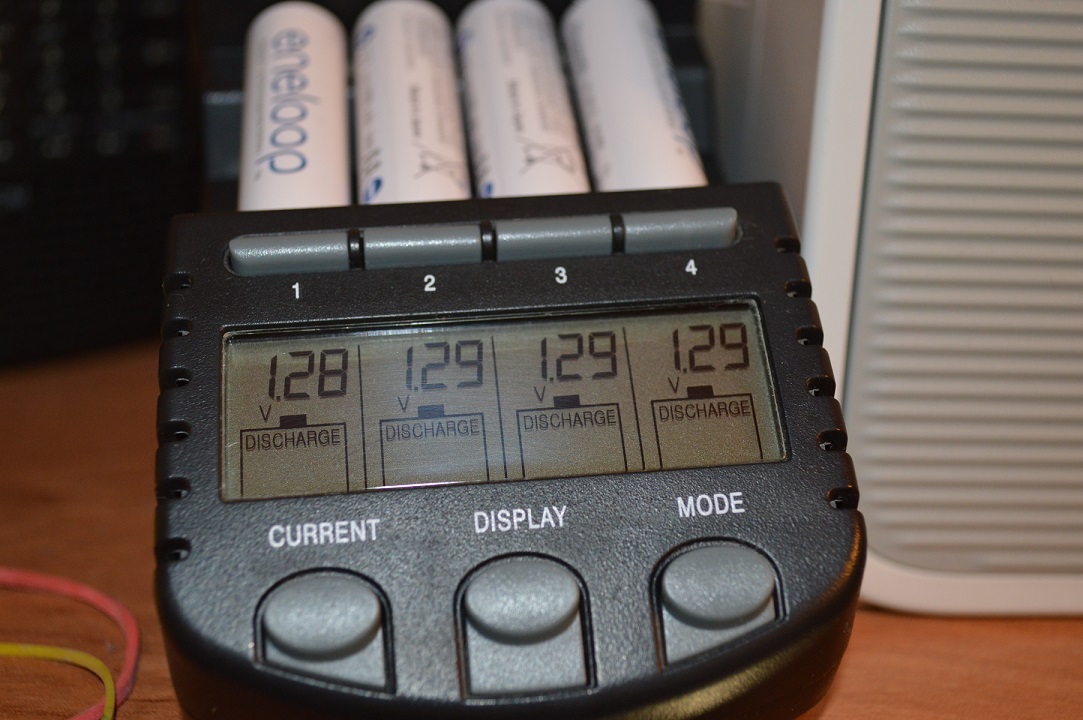 eneloop
1 2 3 4
1.28 1.29 1.29 1.29
V V V V
DISCHARGE DISCHARGE DISCHARGE DISCHARGE
CURRENT DISPLAY MODE